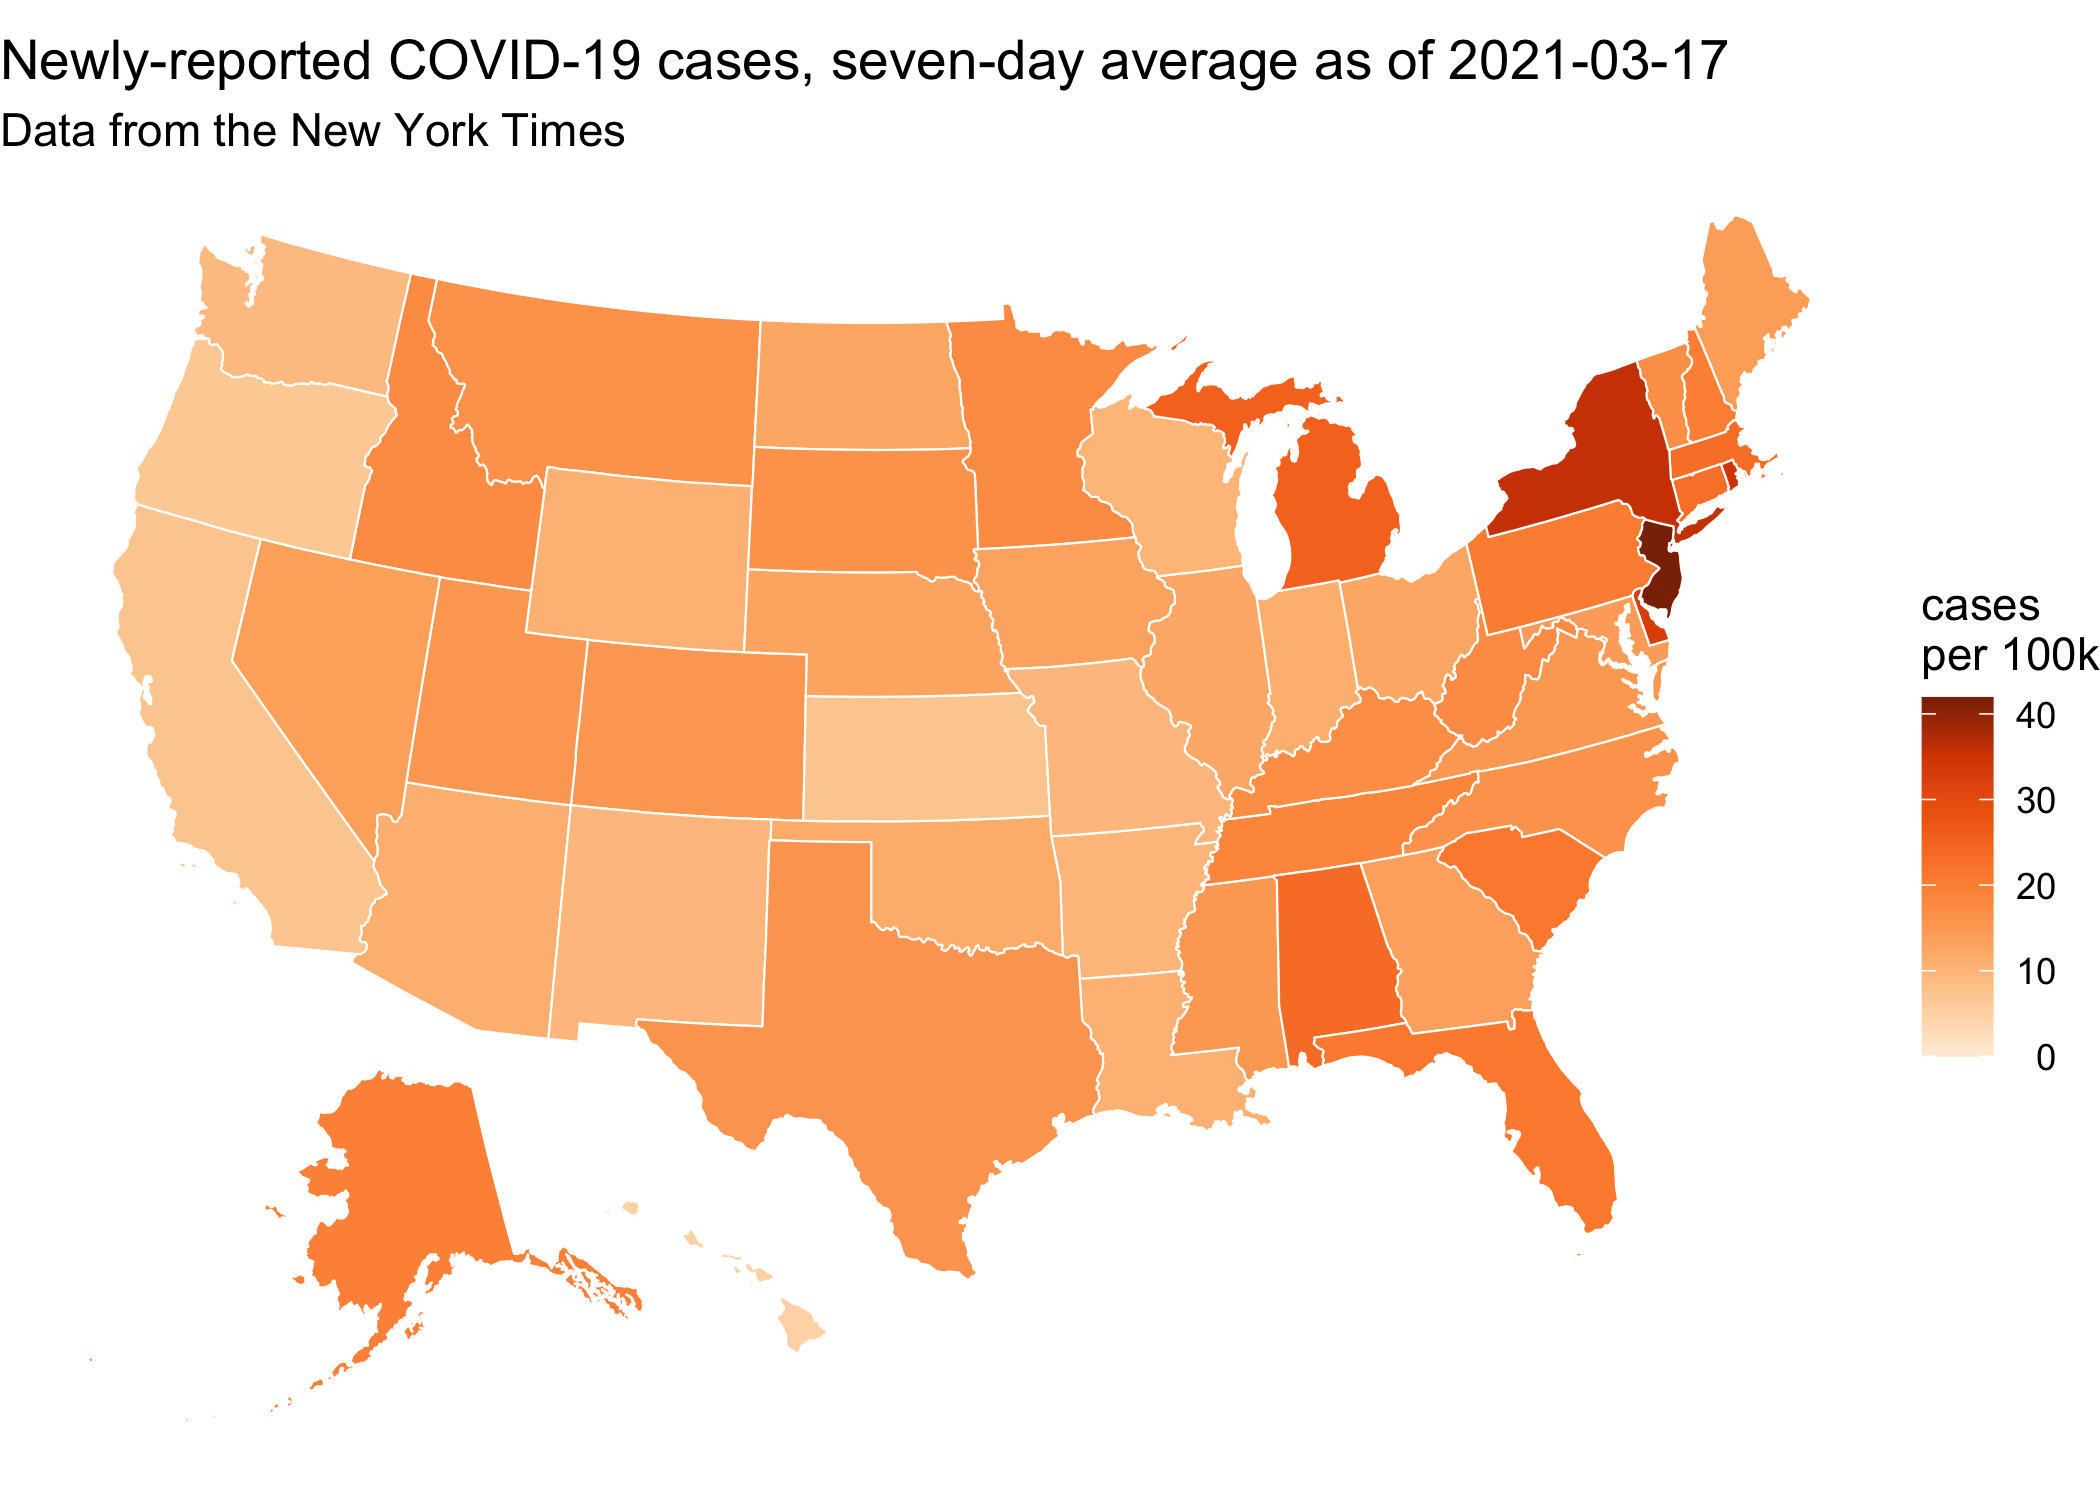 Newly-reported COVID-19 cases, seven-day average as of 2021-03-17
Data from the New York Times
cases
per 100k
40
30
20
10
0